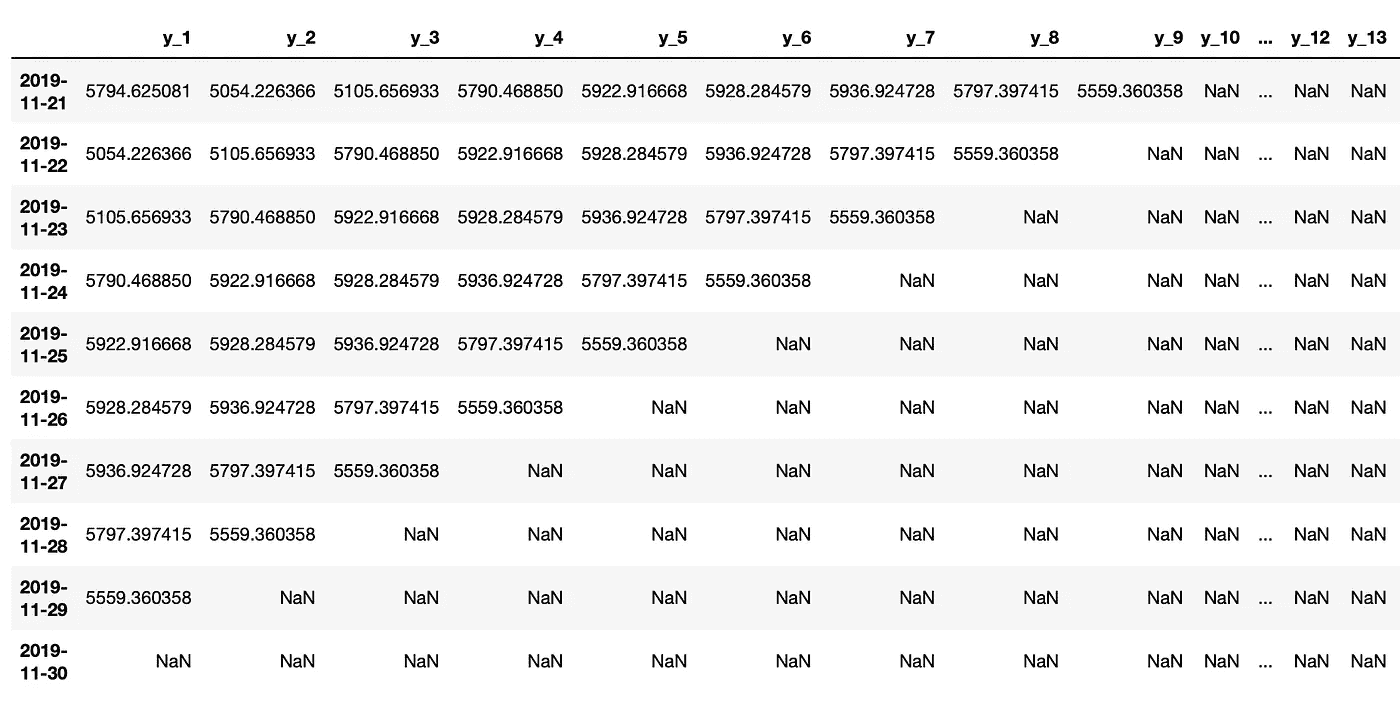 y_1 y_2 y_3 y_4 y_5 y_6 y_7 y_8 y_9 y_10 ... y_12 y_13
2019-
11-21 5794.625081 5054.226366 5105.656933 5790.468850 5922.916668 5928.284579 5936.924728 5797.397415 5559.360358 NaN ... NaN NaN
2019-
11-22 5054.226366 5105.656933 5790.468850 5922.916668 5928.284579 5936.924728 5797.397415 5559.360358 NaN NaN ... NaN NaN
2019-
11-23 5105.656933 5790.468850 5922.916668 5928.284579 5936.924728 5797.397415 5559.360358 NaN NaN NaN ... NaN NaN
2019-
11-24 5790.468850 5922.916668 5928.284579 5936.924728 5797.397415 5559.360358 NaN NaN NaN NaN ... NaN NaN
2019-
11-25 5922.916668 5928.284579 5936.924728 5797.397415 5559.360358 NaN NaN NaN NaN NaN ... NaN NaN
2019-
11-26 5928.284579 5936.924728 5797.397415 5559.360358 NaN NaN NaN NaN NaN NaN ... NaN NaN
2019-
11-27 5936.924728 5797.397415 5559.360358 NaN NaN NaN NaN NaN NaN NaN ... NaN NaN
2019-
11-28 5797.397415 5559.360358 NaN NaN NaN NaN NaN NaN NaN NaN ... NaN NaN
2019-
11-29 5559.360358 NaN NaN NaN NaN NaN NaN NaN NaN NaN ... NaN NaN
2019-
11-30 NaN NaN NaN NaN NaN NaN NaN NaN NaN NaN ... NaN NaN